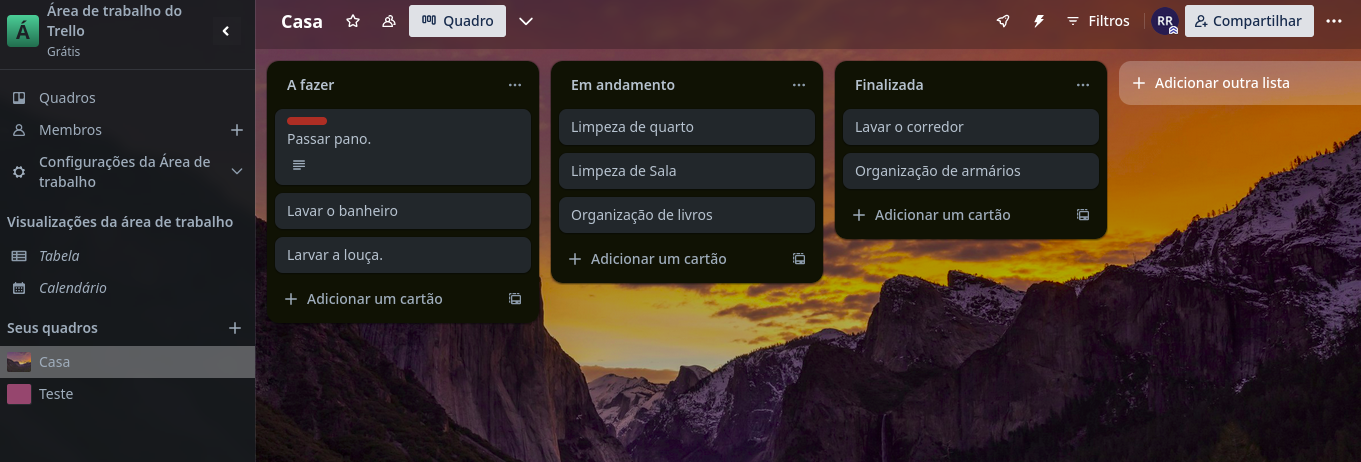 Á
Área de trabalho do
Trello
Grátis
Quadros
Membros
Configurações da Área de
trabalho
Visualizações da área de trabalho
Tabela
Calendário
Seus quadros
Casa
Teste
Casa
Quadro
Filtros
RR
Compartilhar
A fazer
Passar pano.
Lavar o banheiro
Larvar a louça.
Adicionar um cartão
Em andamento
Limpeza de quarto
Limpeza de Sala
Organização de livros
Adicionar um cartão
Finalizada
Lavar o corredor
Organização de armários
Adicionar um cartão
Adicionar outra lista